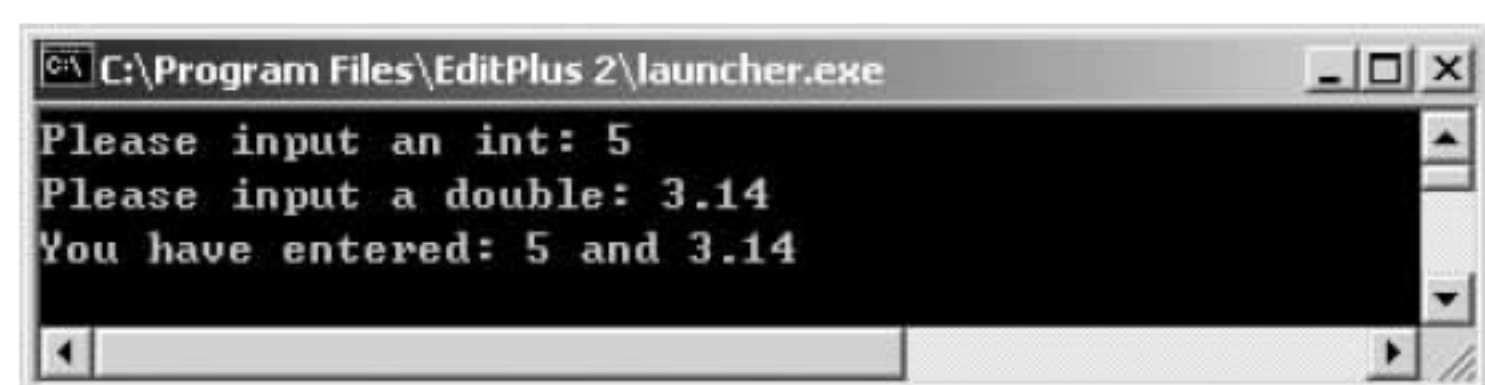 C:\Program Files\EditPlus 2\launcher.exe
Please input an int: 5
Please input a double: 3.14
You have entered: 5 and 3.14